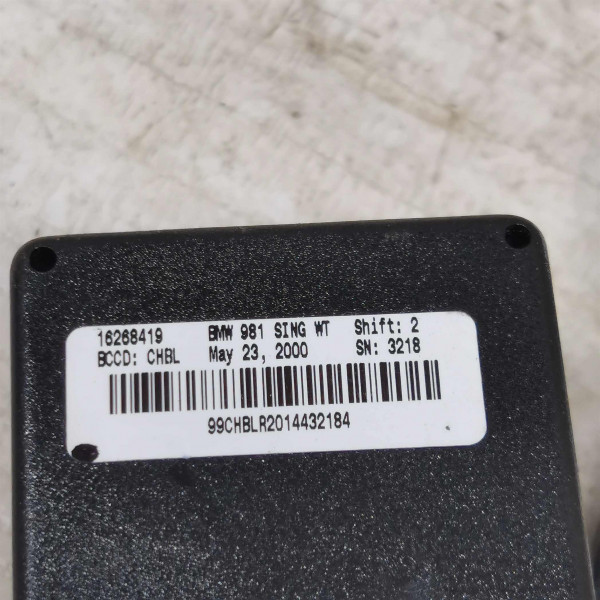 16268419 BMW 981 SING WT Shift: 2
BCCD: CHBL May 23, 2000 SN: 3218
99CHBLR2014432184